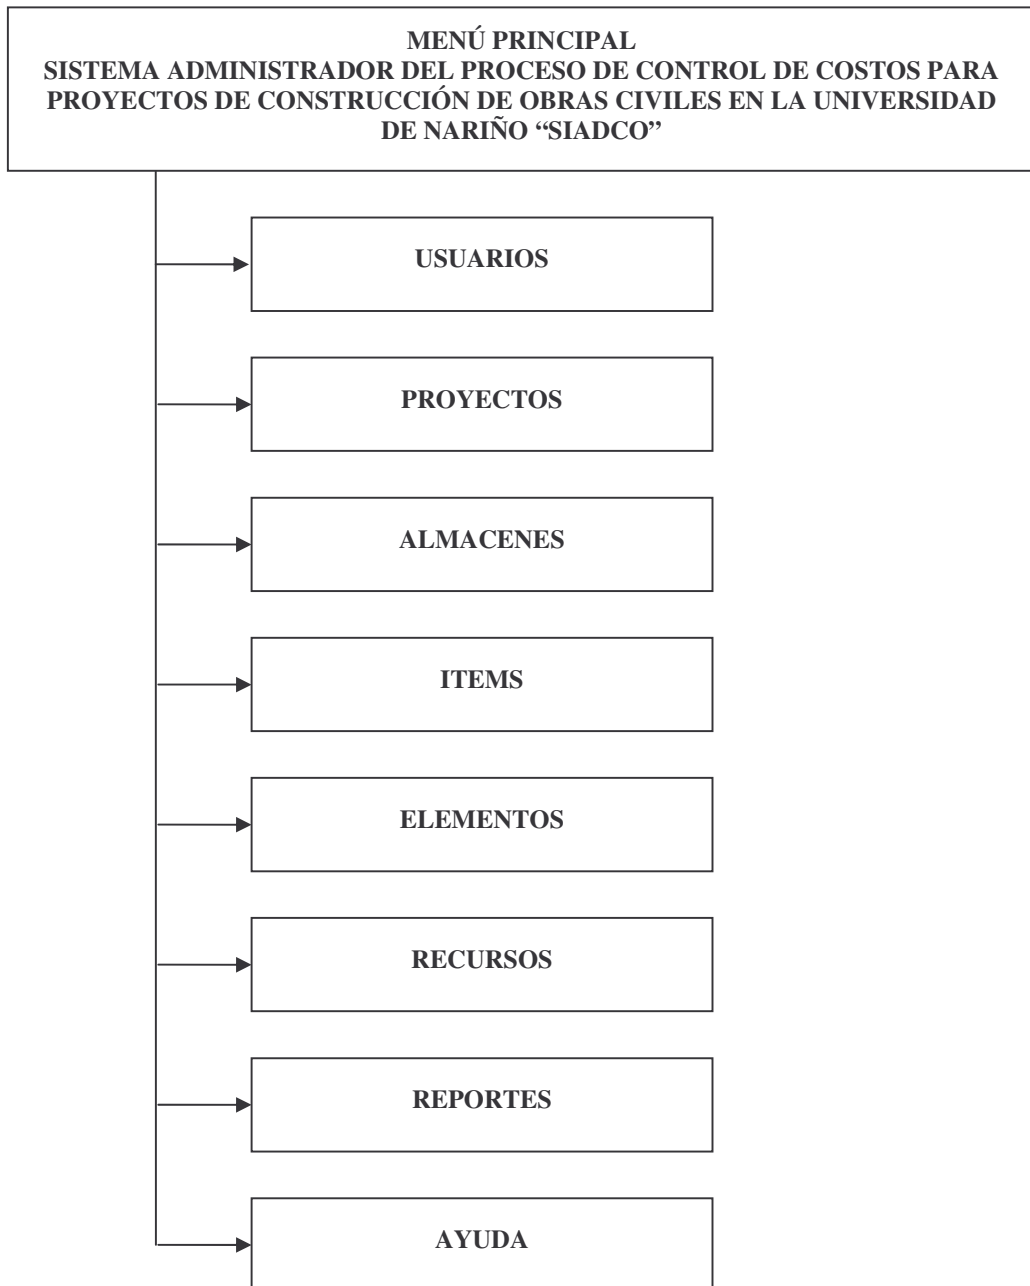 MENÚ PRINCIPAL
SISTEMA ADMINISTRADOR DEL PROCESO DE CONTROL DE COSTOS PARA
PROYECTOS DE CONSTRUCCIÓN DE OBRAS CIVILES EN LA UNIVERSIDAD
DE NARIÑO “SIADCO”
USUARIOS
PROYECTOS
ALMACENES
ITEMS
ELEMENTOS
RECURSOS
REPORTES
AYUDA